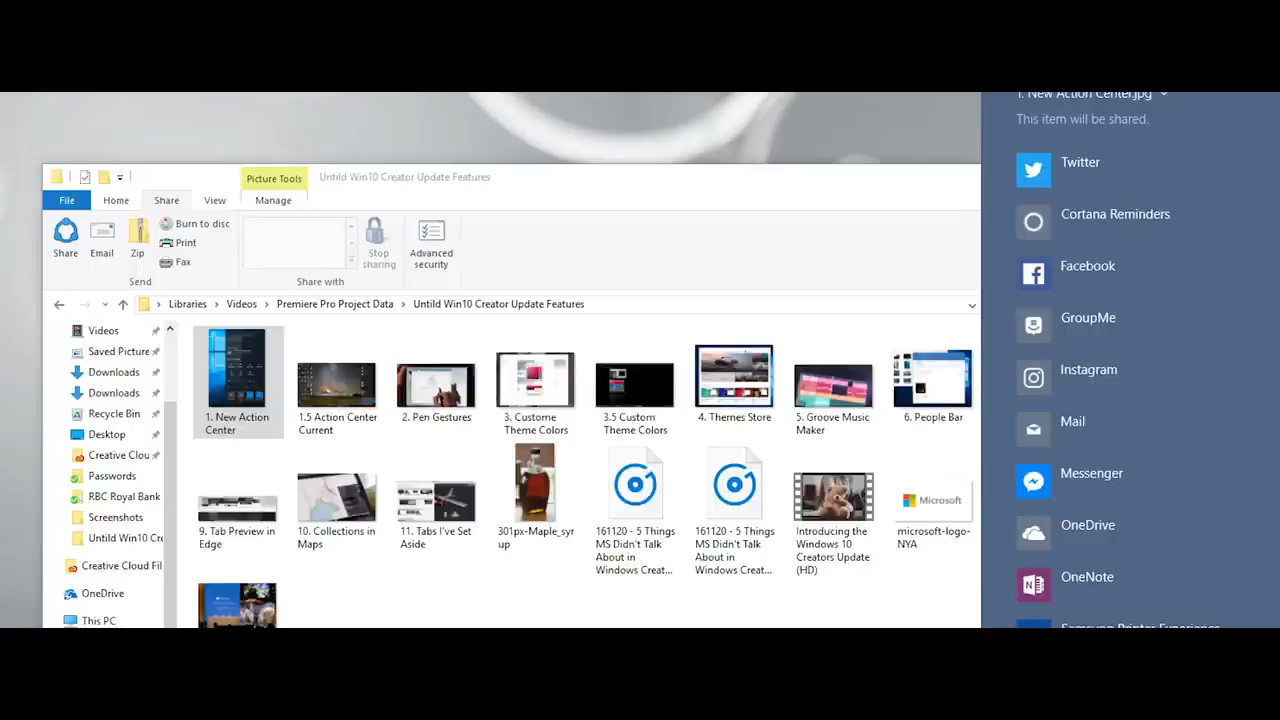 1. New Action Center.jpg
This item will be shared.
Twitter
Cortana Reminders
Facebook
GroupMe
Instagram
Mail
Messenger
OneDrive
OneNote
Samsung Printer Experience
Picture Tools
Untild Win10 Creator Update Features
File
Home
Share
View
Manage
Share
Email
Zip
Burn to disc
Print
Fax
Stop
sharing
Advanced
security
Send
Share with
Libraries
Videos
Premiere Pro Project Data
Untild Win10 Creator Update Features
Videos
Saved Picture
Downloads
Downloads
Recycle Bin
Desktop
Creative Clou
Passwords
RBC Royal Bank
Screenshots
Untild Win10 Cre
Creative Cloud Fil
OneDrive
This PC
1. New Action
Center
1.5 Action Center
Current
2. Pen Gestures
3. Custome
Theme Colors
3.5 Custom
Theme Colors
4. Themes Store
5. Groove Music
Maker
6. People Bar
9. Tab Preview in
Edge
10. Collections in
Maps
11. Tabs I've Set
Aside
301px-Maple_syr
up
161120 - 5 Things
MS Didn't Talk
About in
Windows Creat...
161120 - 5 Things
MS Didn't Talk
About in
Windows Creat...
Introducing the
Windows 10
Creators Update
(HD)
Microsoft
microsoft-logo-
NYA